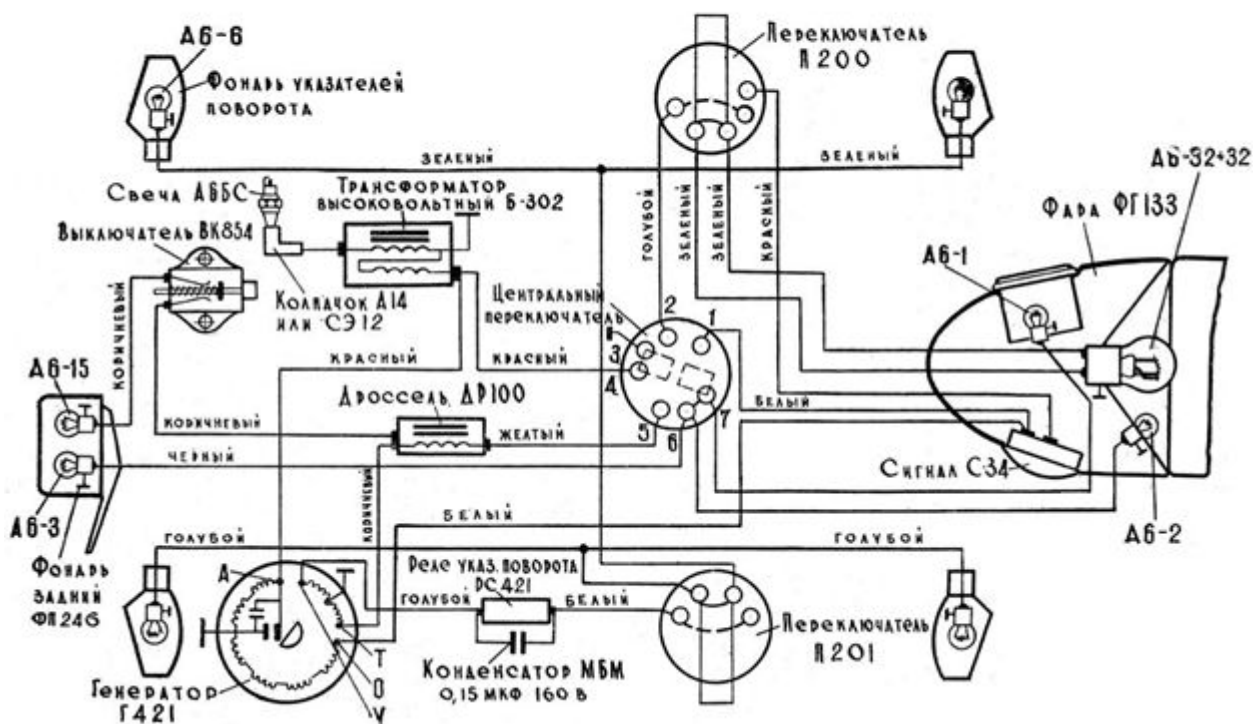 А6-6
Фонарь указателей
поворота
Переключатель
П200
ЗЕЛЕНЫЙ
ЗЕЛЕНЫЙ
А6-32+32
Свеча А6БС
Трансформатор
высоковольтный Б-302
Выключатель ВК854
Колпачок А14
или СЭ12
ГОЛУБОЙ
ЗЕЛЕНЫЙ
ЗЕЛЕНЫЙ
КРАСНЫЙ
Фара ФГ133
А6-1
Центральный
переключатель
2
1
3
4
5
6
7
КОРИЧНЕВЫЙ
КРАСНЫЙ
КРАСНЫЙ
А6-15
Дроссель ДР100
БЕЛЫЙ
КОРИЧНЕВЫЙ
ЖЕЛТЫЙ
ЧЕРНЫЙ
Сигнал С-34
А6-3
КОРИЧНЕВЫЙ
БЕЛЫЙ
А6-2
Фонарь
задний
ФП246
ГОЛУБОЙ
ГОЛУБОЙ
А
Реле указ. поворота
РС421
ГОЛУБОЙ
БЕЛЫЙ
Переключатель
П201
Конденсатор МБМ
0,15 МКФ 160 В
Генератор
Г421
Т
О
У